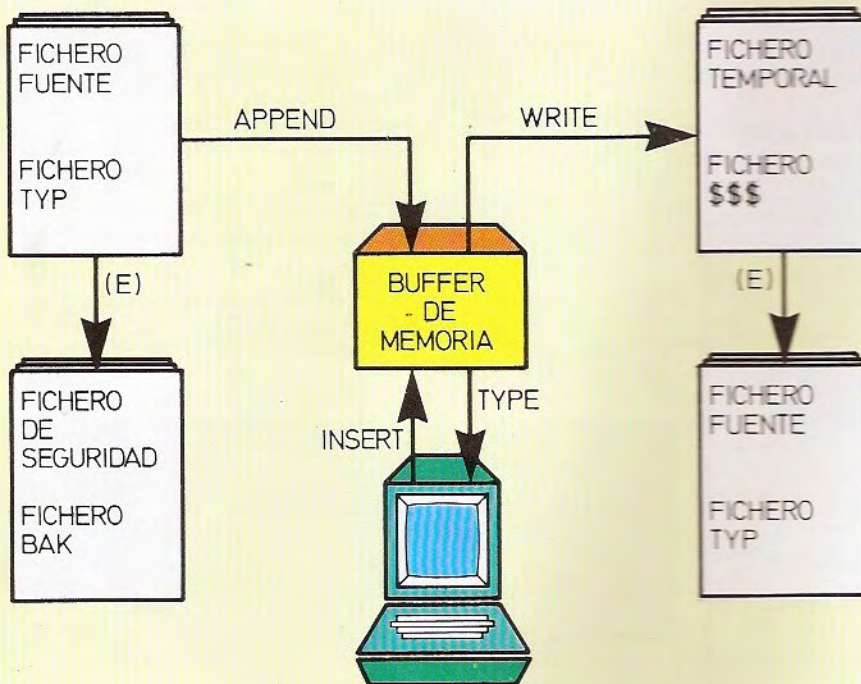 FICHERO
FUENTE
FICHERO
TYP
APPEND
WRITE
FICHERO
TEMPORAL
FICHERO
$$$
(E)
(E)
BUFFER
DE
MEMORIA
INSERT
TYPE
FICHERO
DE
SEGURIDAD
FICHERO
BAK
FICHERO
FUENTE
FICHERO
TYP